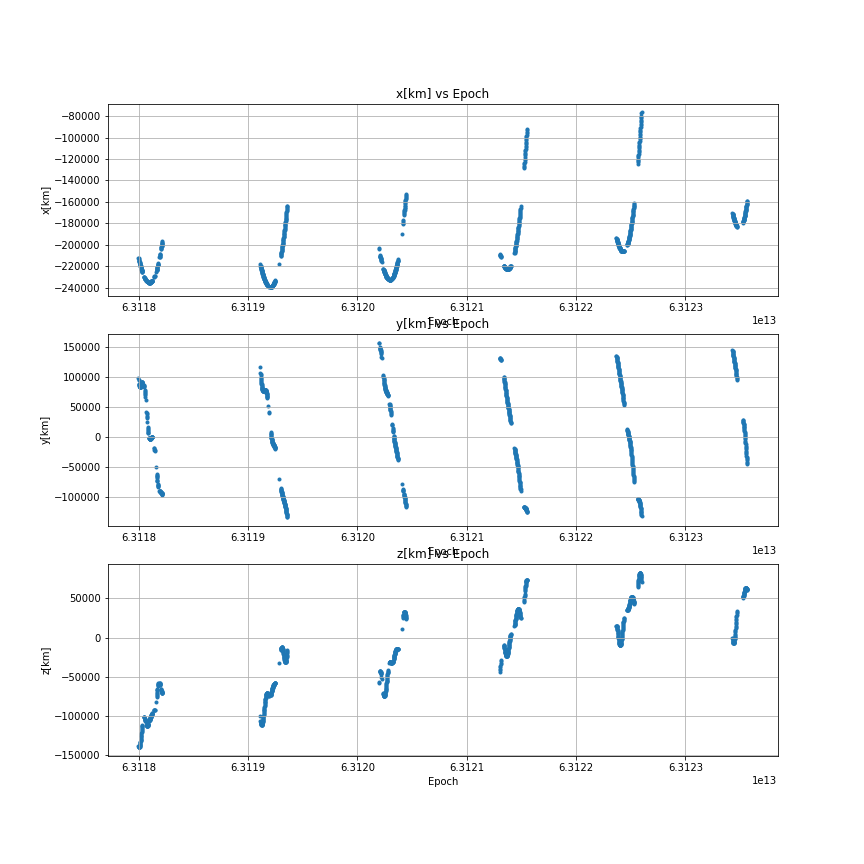 x[km] vs Epoch
x[km]
−80000
−100000
−120000
−140000
−160000
−180000
−200000
−220000
−240000
6.3118 6.3119 6.3120 6.3121 6.3122 6.3123
1e13
Epoch
y[km] vs Epoch
y[km]
150000
100000
50000
0
−50000
−100000
6.3118 6.3119 6.3120 6.3121 6.3122 6.3123
1e13
Epoch
z[km] vs Epoch
z[km]
50000
0
−50000
−100000
−150000
6.3118 6.3119 6.3120 6.3121 6.3122 6.3123
1e13
Epoch